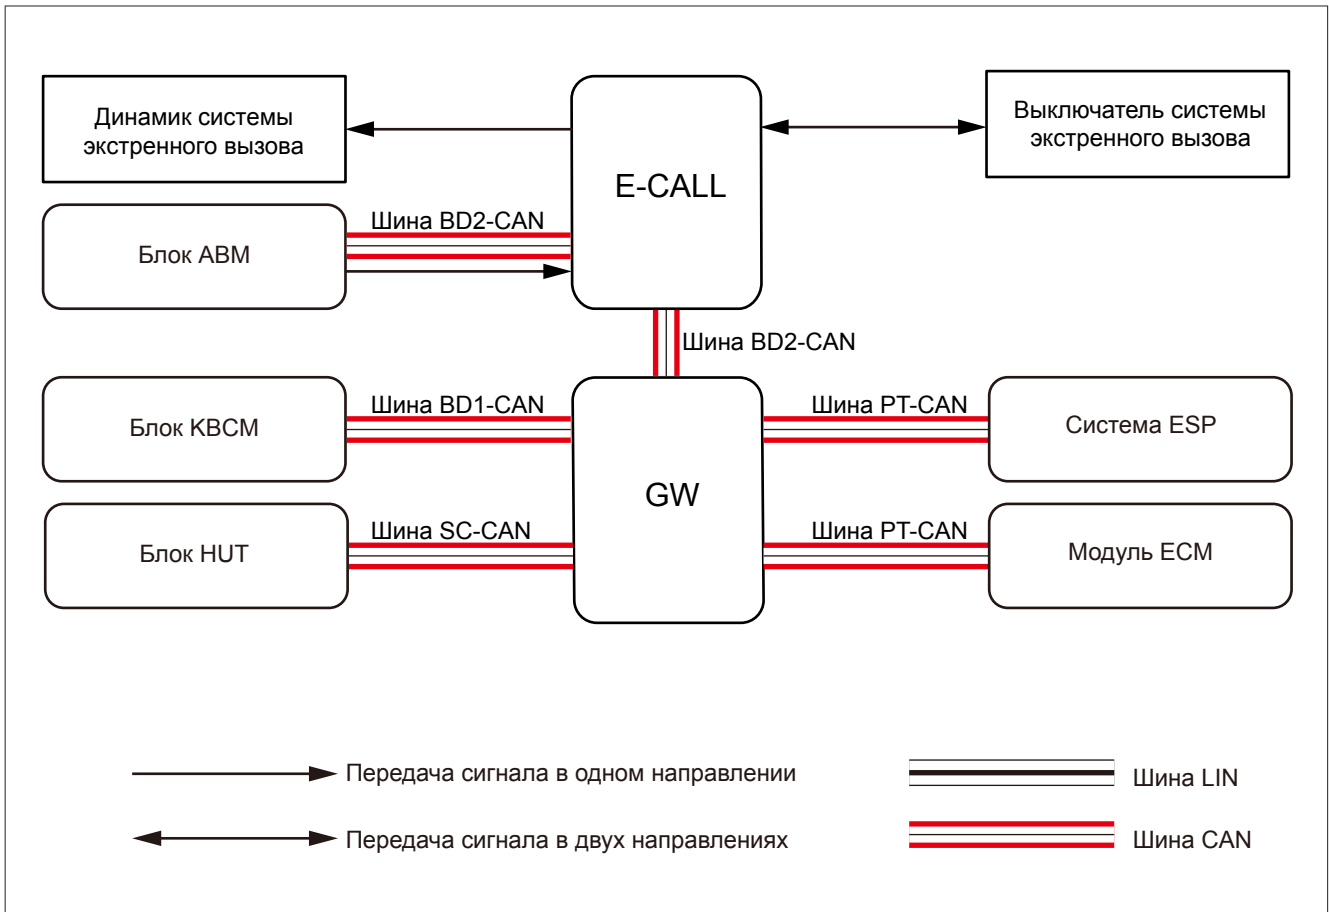 Динамик системы
экстренного вызова
E-CALL
Выключатель системы
экстренного вызова
Блок ABM
Шина BD2-CAN
Шина BD2-CAN
Блок KBCM
Шина BD1-CAN
GW
Шина PT-CAN
Система ESP
Блок HUT
Шина SC-CAN
Шина PT-CAN
Модуль ECM
Передача сигнала в одном направлении
Шина LIN
Передача сигнала в двух направлениях
Шина CAN